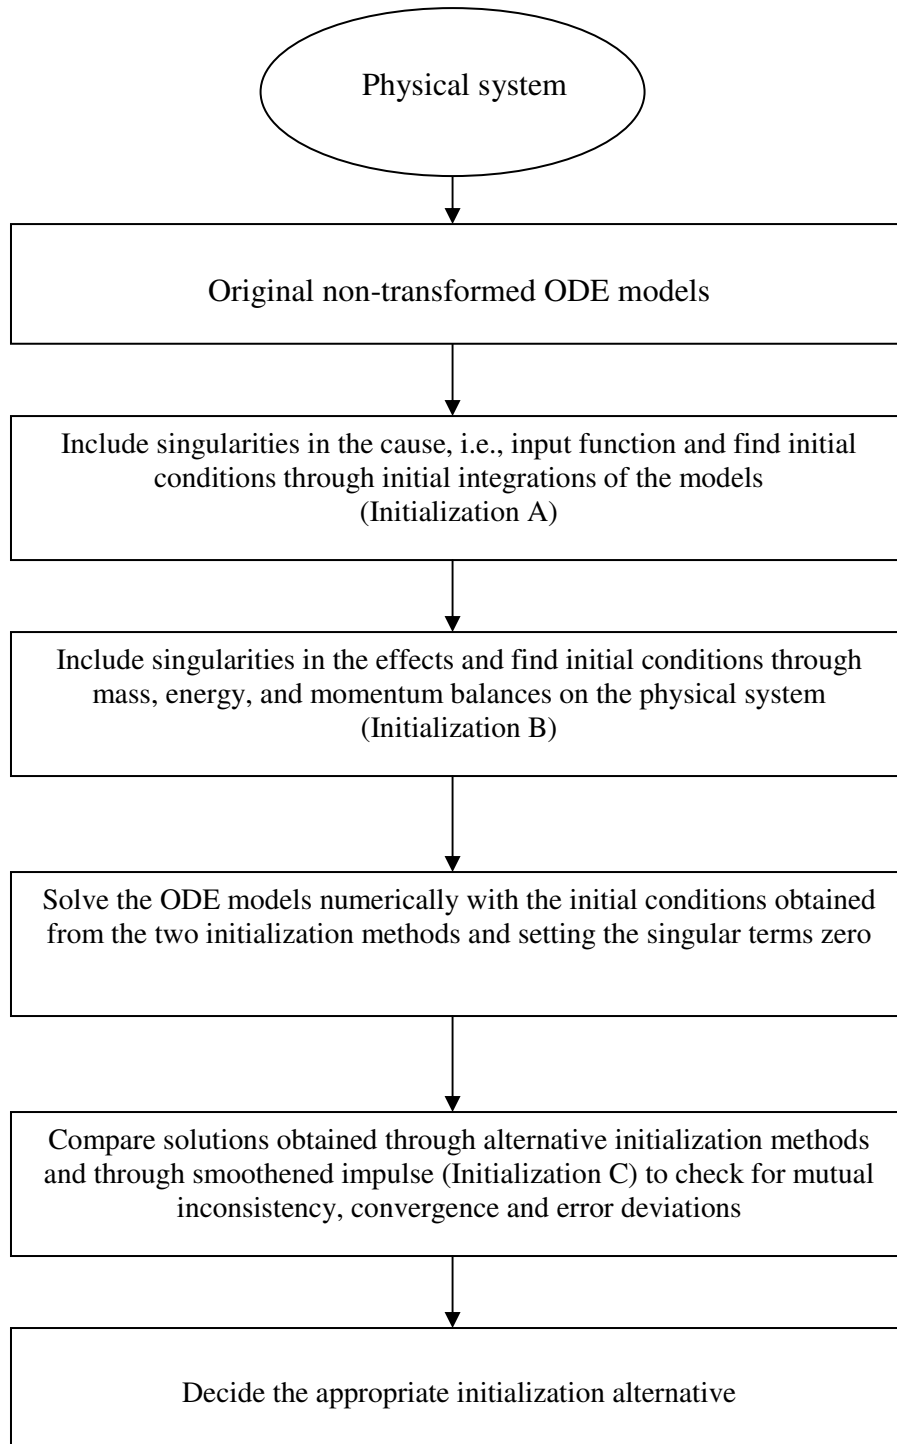 Physical system
Original non-transformed ODE models
Include singularities in the cause, i.e., input function and find initial
conditions through initial integrations of the models
(Initialization A)
Include singularities in the effects and find initial conditions through
mass, energy, and momentum balances on the physical system
(Initialization B)
Solve the ODE models numerically with the initial conditions obtained
from the two initialization methods and setting the singular terms zero
Compare solutions obtained through alternative initialization methods
and through smoothened impulse (Initialization C) to check for mutual
inconsistency, convergence and error deviations
Decide the appropriate initialization alternative